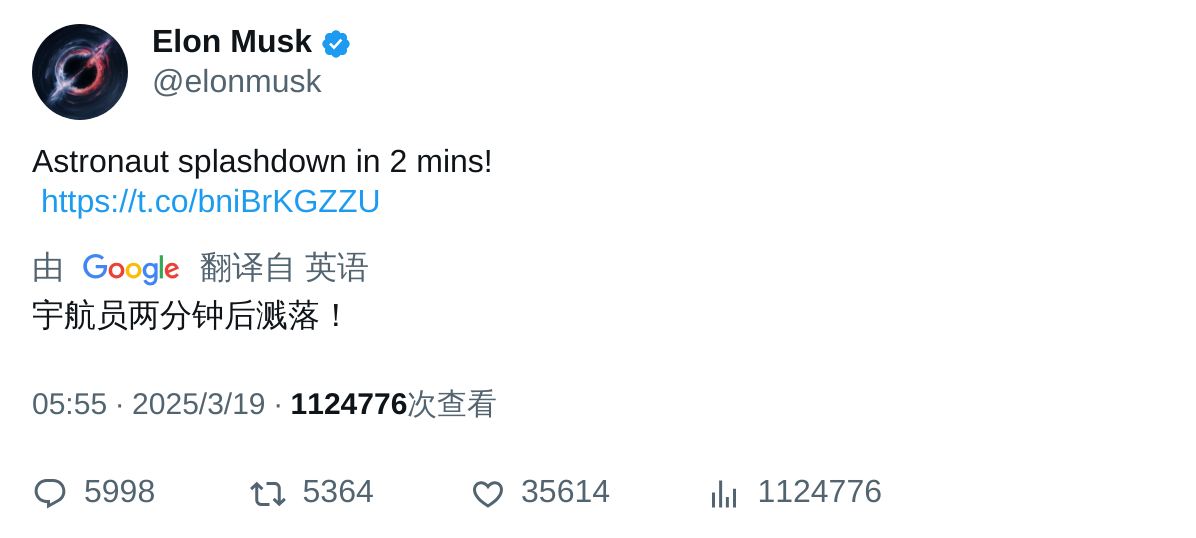 Elon Musk
@elonmusk
Astronaut splashdown in 2 mins!
https://t.co/bniBrKGZZU
由 Google 翻译自 英语
宇航员两分钟后溅落！
05:55 · 2025/3/19 · 1124776次查看
5998 5364 35614 1124776